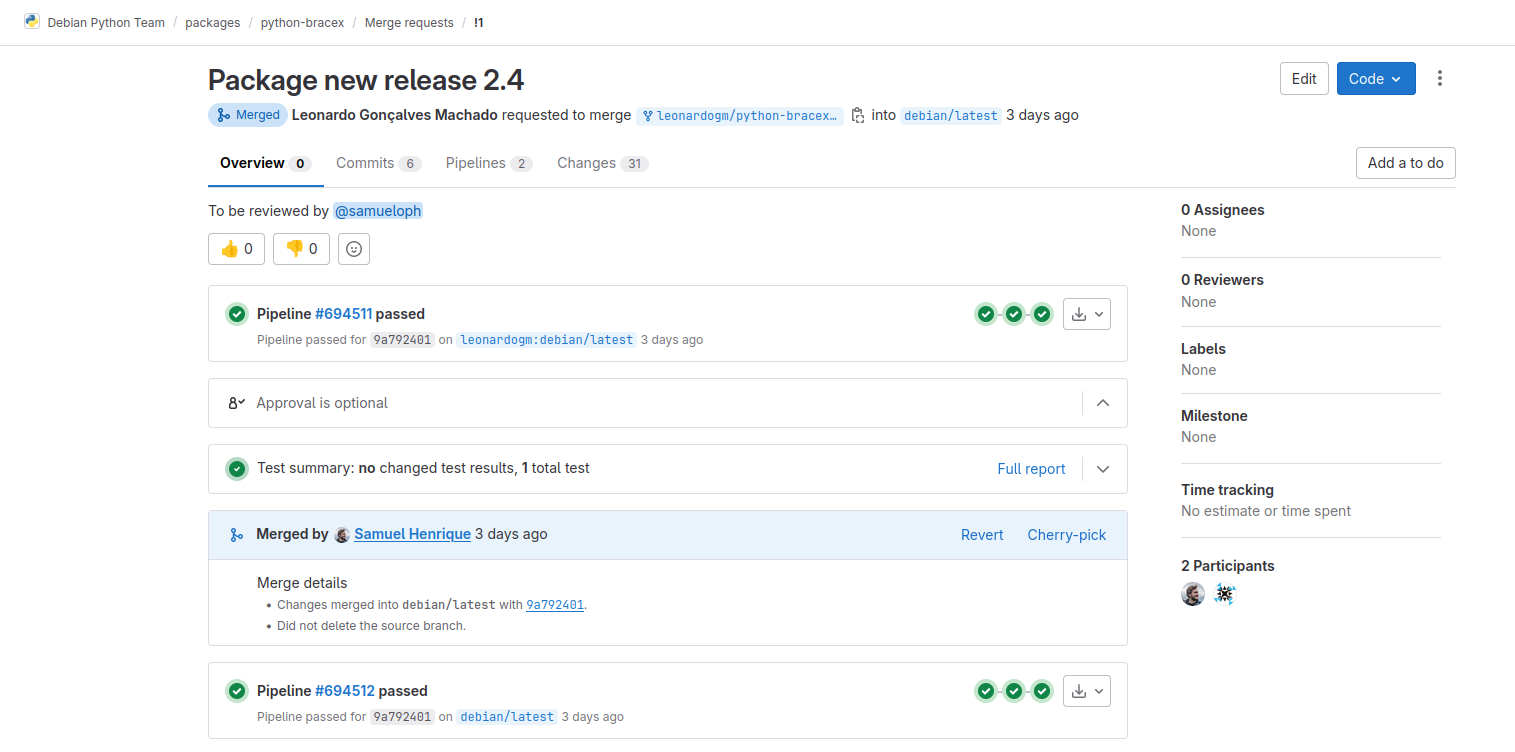 Debian Python Team / packages / python-bracex / Merge requests / !1
Package new release 2.4
Edit
Code
Merged Leonardo Gonçalves Machado requested to merge leonardogm/python-bracex… into debian/latest 3 days ago
Overview 0
Commits 6
Pipelines 2
Changes 31
Add a to do
To be reviewed by @samueloph
👍 0
👎 0
Pipeline #694511 passed
Pipeline passed for 9a792401 on leonardogm:debian/latest 3 days ago
Approval is optional
Test summary: no changed test results, 1 total test
Full report
Merged by Samuel Henrique 3 days ago
Revert
Cherry-pick
Merge details
• Changes merged into debian/latest with 9a792401.
• Did not delete the source branch.
Pipeline #694512 passed
Pipeline passed for 9a792401 on debian/latest 3 days ago
0 Assignees
None
0 Reviewers
None
Labels
None
Milestone
None
Time tracking
No estimate or time spent
2 Participants